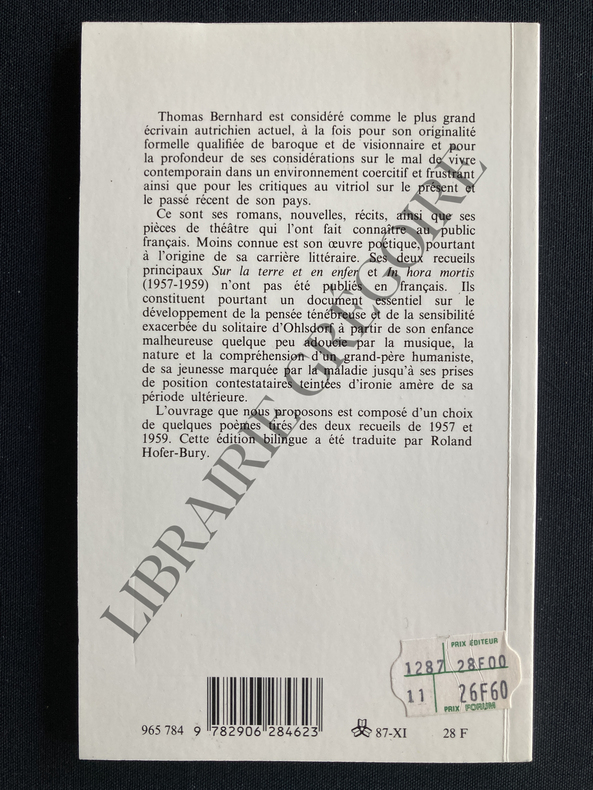 Thomas Bernhard est considéré comme le plus grand
écrivain autrichien actuel, à la fois pour son originalité
formelle qualifiée de baroque et de visionnaire et pour
la profondeur de ses considérations sur le mal de vivre
contemporain dans un environnement coercitif et frustrant
ainsi que pour les critiques au vitriol sur le présent et
le passé récent de son pays.
Ce sont ses romans, nouvelles, récits, ainsi que ses
pièces de théâtre qui l'ont fait connaître au public
français. Moins connue est son œuvre poétique, pourtant
à l'origine de sa carrière littéraire. Ses deux recueils
principaux Sur la terre et en enfer et In hora mortis
(1957-1959) n'ont pas été publiés en français. Ils
constituent pourtant un document essentiel sur le
développement de la pensée ténébreuse et de la sensibilité
exacerbée du solitaire d'Ohlsdorf à partir de son enfance
malheureuse quelque peu adoucie par la musique, la
nature et la compréhension d'un grand-père humaniste,
de sa jeunesse marquée par la maladie jusqu'à ses prises
de position contestataires teintées d'ironie amère de sa
période ultérieure.
L'ouvrage que nous proposons est composé d'un choix
de quelques poèmes tirés des deux recueils de 1957 et
1959. Cette édition bilingue a été traduite par Roland
Hofer-Bury.
LIBRAIRIE GRÉGOIRE
PRIX EDITEUR
1287 28F00
11 26F60
PRIX FORUM
965 784 9 782906 284623 87-XI 28 F